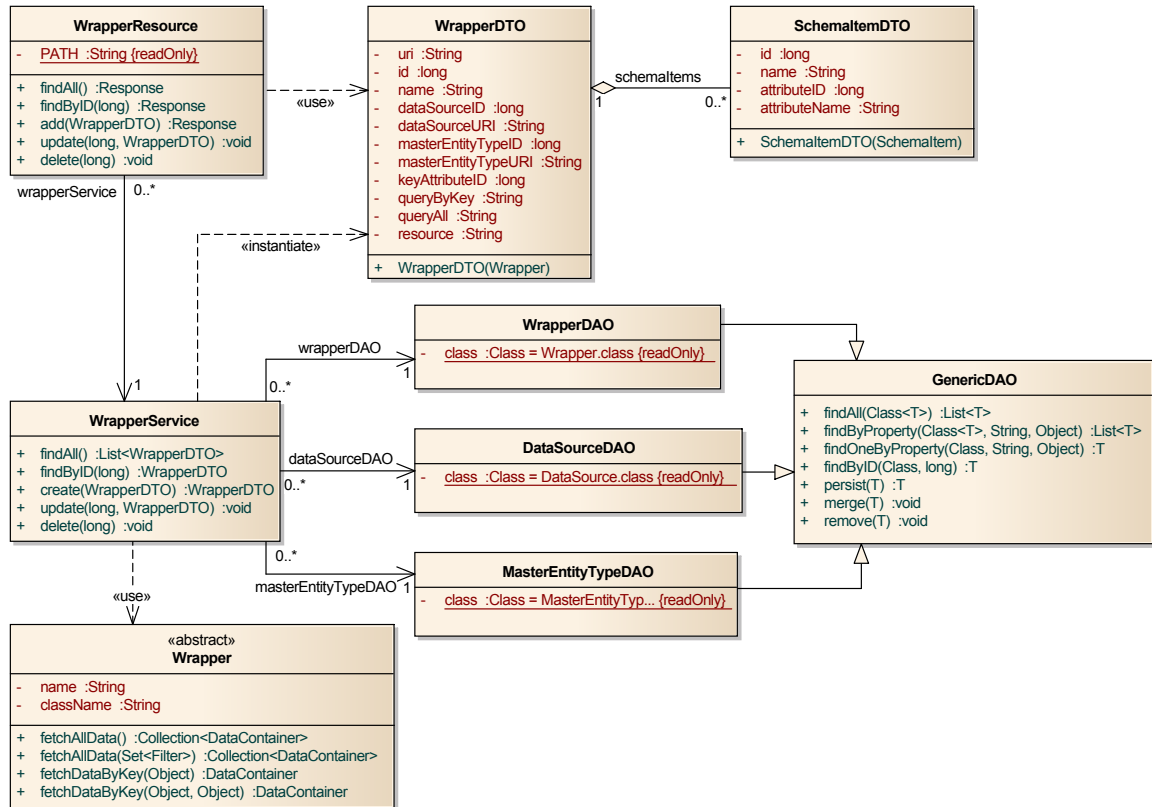 WrapperResource
- PATH :String {readOnly}
+ findAll() :Response
+ findByID(long) :Response
+ add(WrapperDTO) :Response
+ update(long, WrapperDTO) :void
+ delete(long) :void
WrapperDTO
- uri :String
- id :long
- name :String
- dataSourceID :long
- dataSourceURI :String
- masterEntityTypeID :long
- masterEntityTypeURI :String
- keyAttributeID :long
- queryByKey :String
- queryAll :String
- resource :String
+ WrapperDTO(Wrapper)
SchemaItemDTO
- id :long
- name :String
- attributeID :long
- attributeName :String
+ SchemaItemDTO(SchemaItem)
schemaItems
1
0..*
«use»
wrapperService
0..*
1
«instantiate»
WrapperService
+ findAll() :List<WrapperDTO>
+ findByID(long) :WrapperDTO
+ create(WrapperDTO) :WrapperDTO
+ update(long, WrapperDTO) :void
+ delete(long) :void
wrapperDAO
0..*
1
WrapperDAO
- class :Class = Wrapper.class {readOnly}
dataSourceDAO
0..*
1
DataSourceDAO
- class :Class = DataSource.class {readOnly}
0..*
masterEntityTypeDAO
1
MasterEntityTypeDAO
- class :Class = MasterEntityTyp... {readOnly}
GenericDAO
+ findAll(Class<T>) :List<T>
+ findByProperty(Class<T>, String, Object) :List<T>
+ findOneByProperty(Class, String, Object) :T
+ findByID(Class, long) :T
+ persist(T) :T
+ merge(T) :void
+ remove(T) :void
«use»
«abstract»
Wrapper
- name :String
- className :String
+ fetchAllData() :Collection<DataContainer>
+ fetchAllData(Set<Filter>) :Collection<DataContainer>
+ fetchDataByKey(Object) :DataContainer
+ fetchDataByKey(Object, Object) :DataContainer